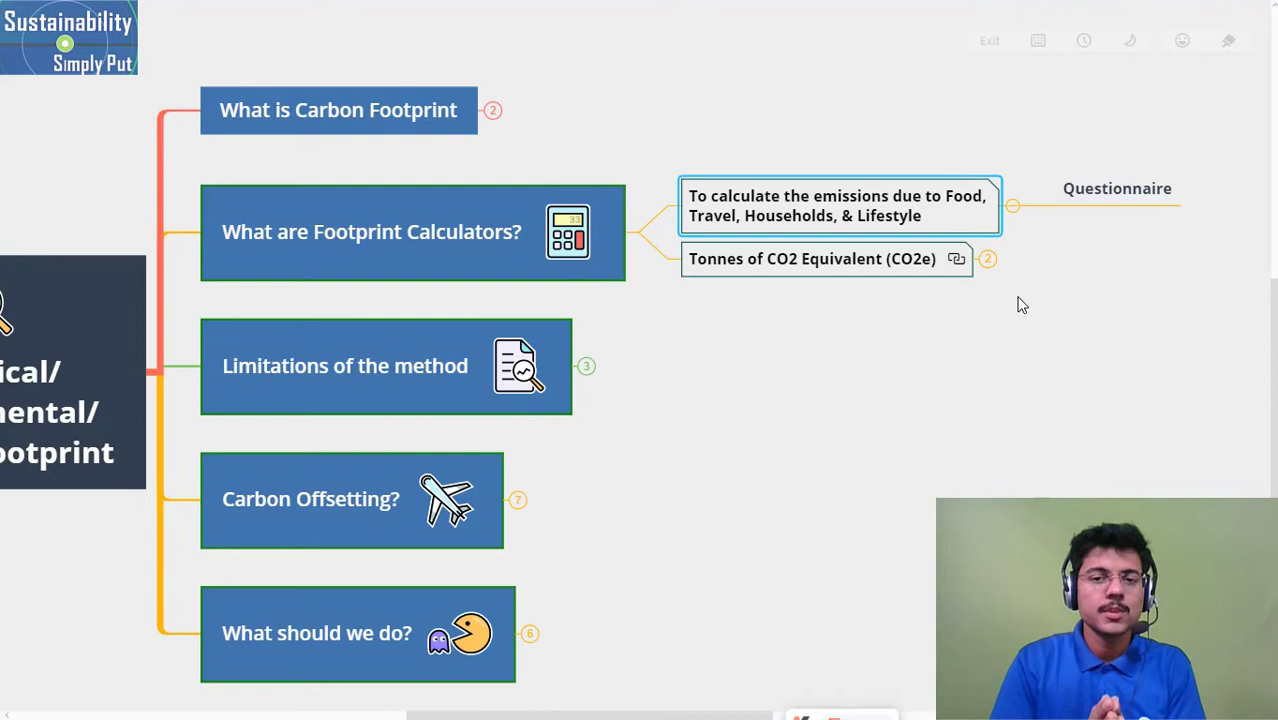 Sustainability
Simply Put
Exit
What is Carbon Footprint
2
To calculate the emissions due to Food,
Travel, Households, & Lifestyle
Questionnaire
What are Footprint Calculators?
33
Tonnes of CO2 Equivalent (CO2e)
2
Limitations of the method
3
ical/
mental/
ootprint
Carbon Offsetting?
7
What should we do?
6